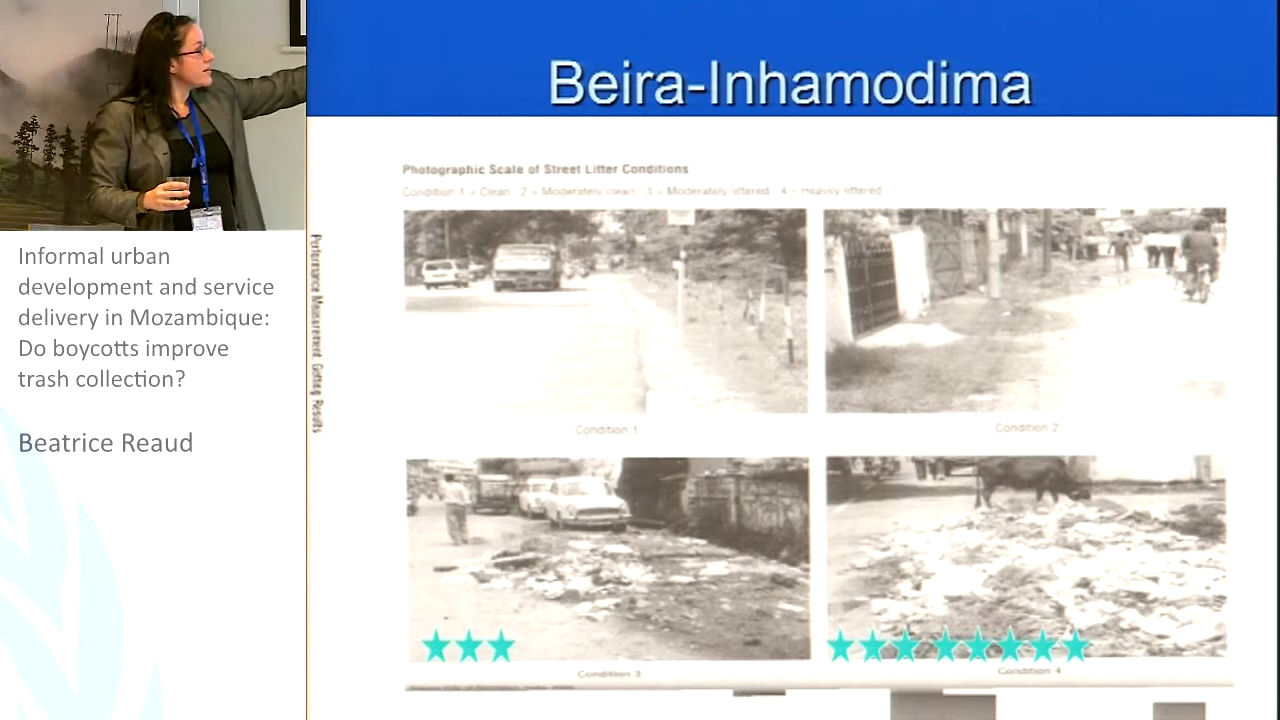 Beira-Inhamodima
Photographic Scale of Street Litter Conditions
Condition 1 = Clean 2 = Moderately clean 3 = Moderately littered 4 = Heavily littered
Performance Measurement: Getting Results
Condition 1
Condition 2
Condition 3
Condition 4
Informal urban
development and service
delivery in Mozambique:
Do boycotts improve
trash collection?
Beatrice Reaud